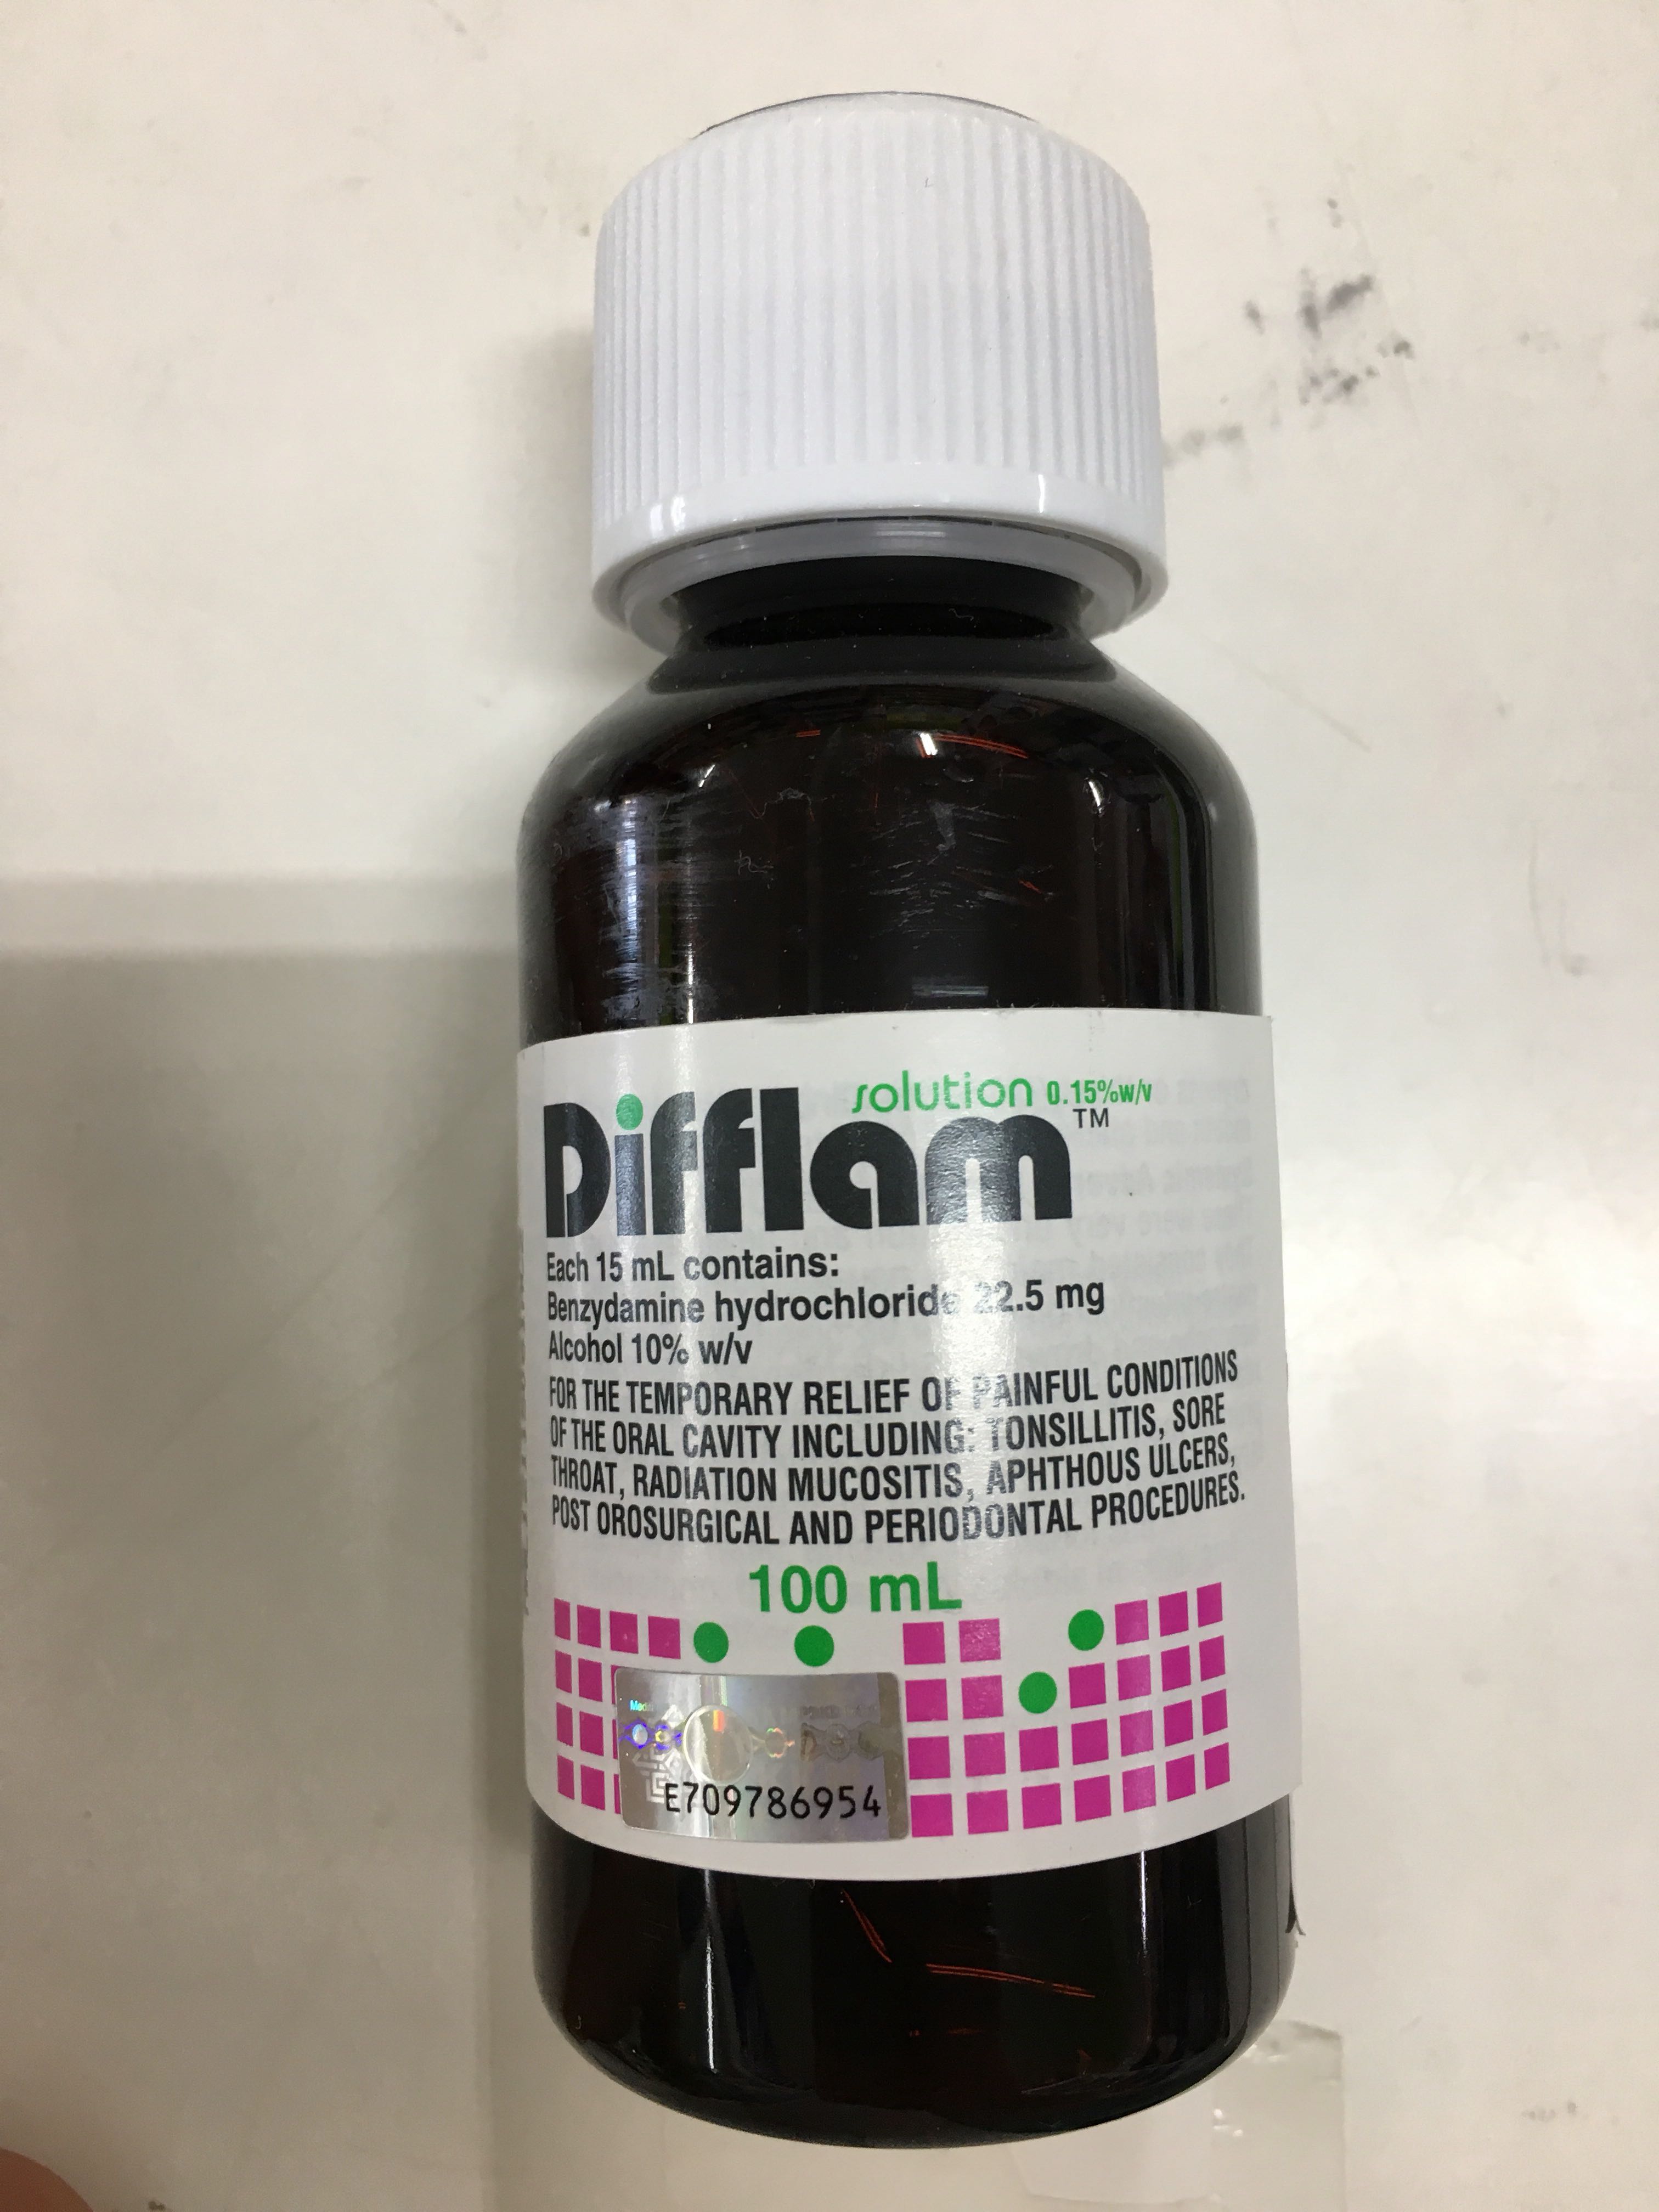 solution 0.15%w/v
Difflam™
Each 15 mL contains:
Benzydamine hydrochloride 22.5 mg
Alcohol 10% w/v
FOR THE TEMPORARY RELIEF OF PAINFUL CONDITIONS
OF THE ORAL CAVITY INCLUDING: TONSILLITIS, SORE
THROAT, RADIATION MUCOSITIS, APHTHOUS ULCERS,
POST OROSURGICAL AND PERIODONTAL PROCEDURES.
100 mL
E709786954